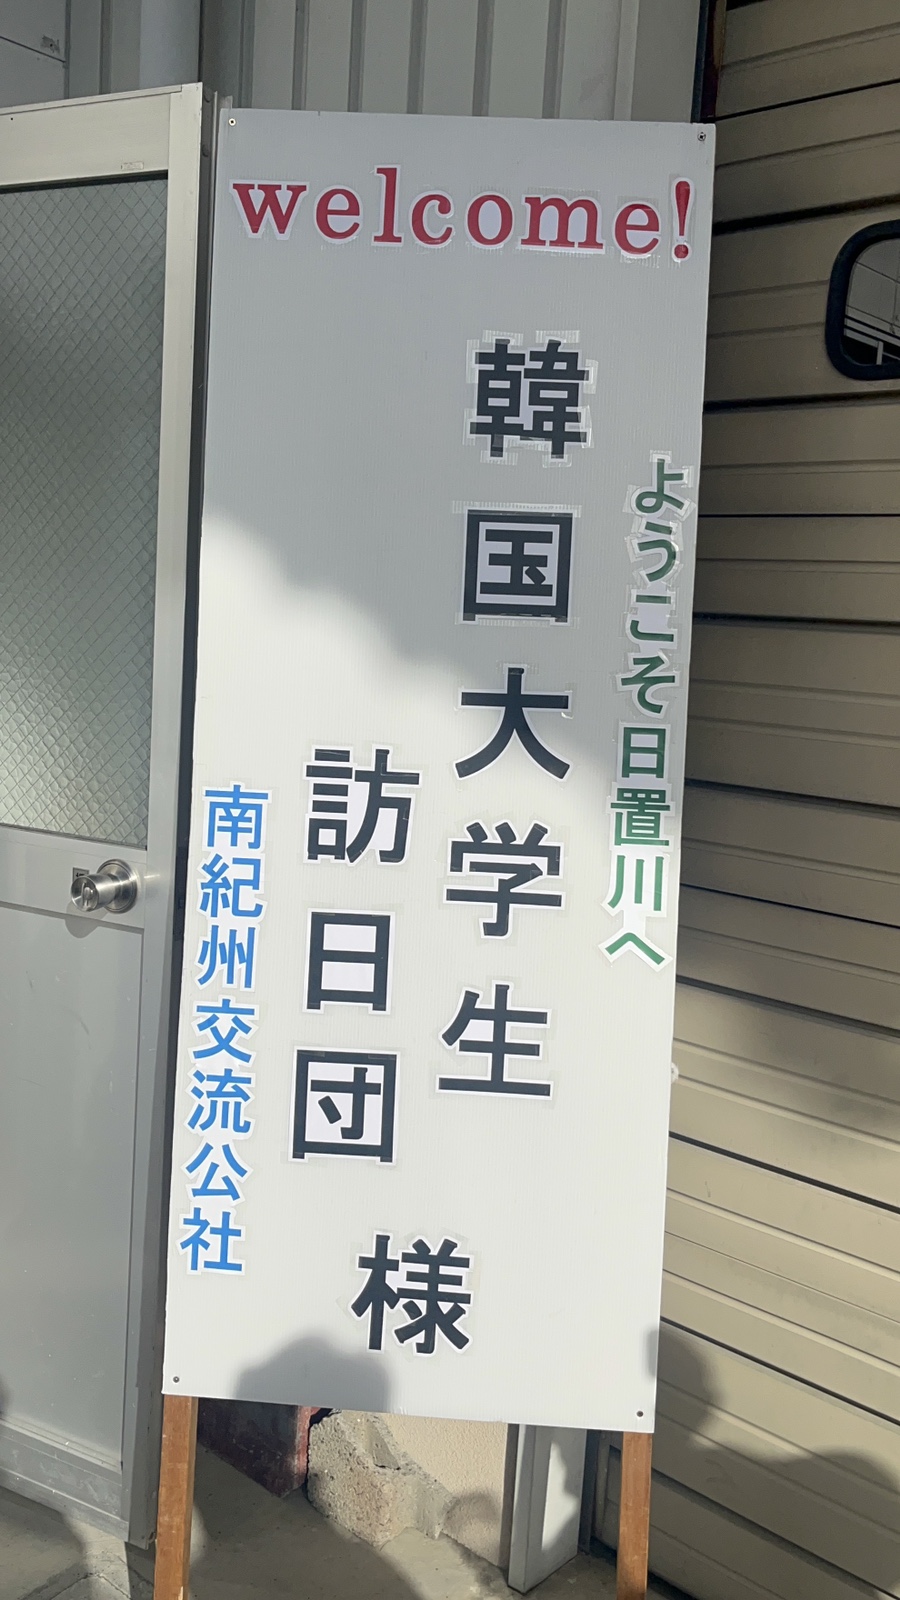 welcome!
ようこそ日置川へ
韓国大学生
訪日団
様
南紀州交流公社